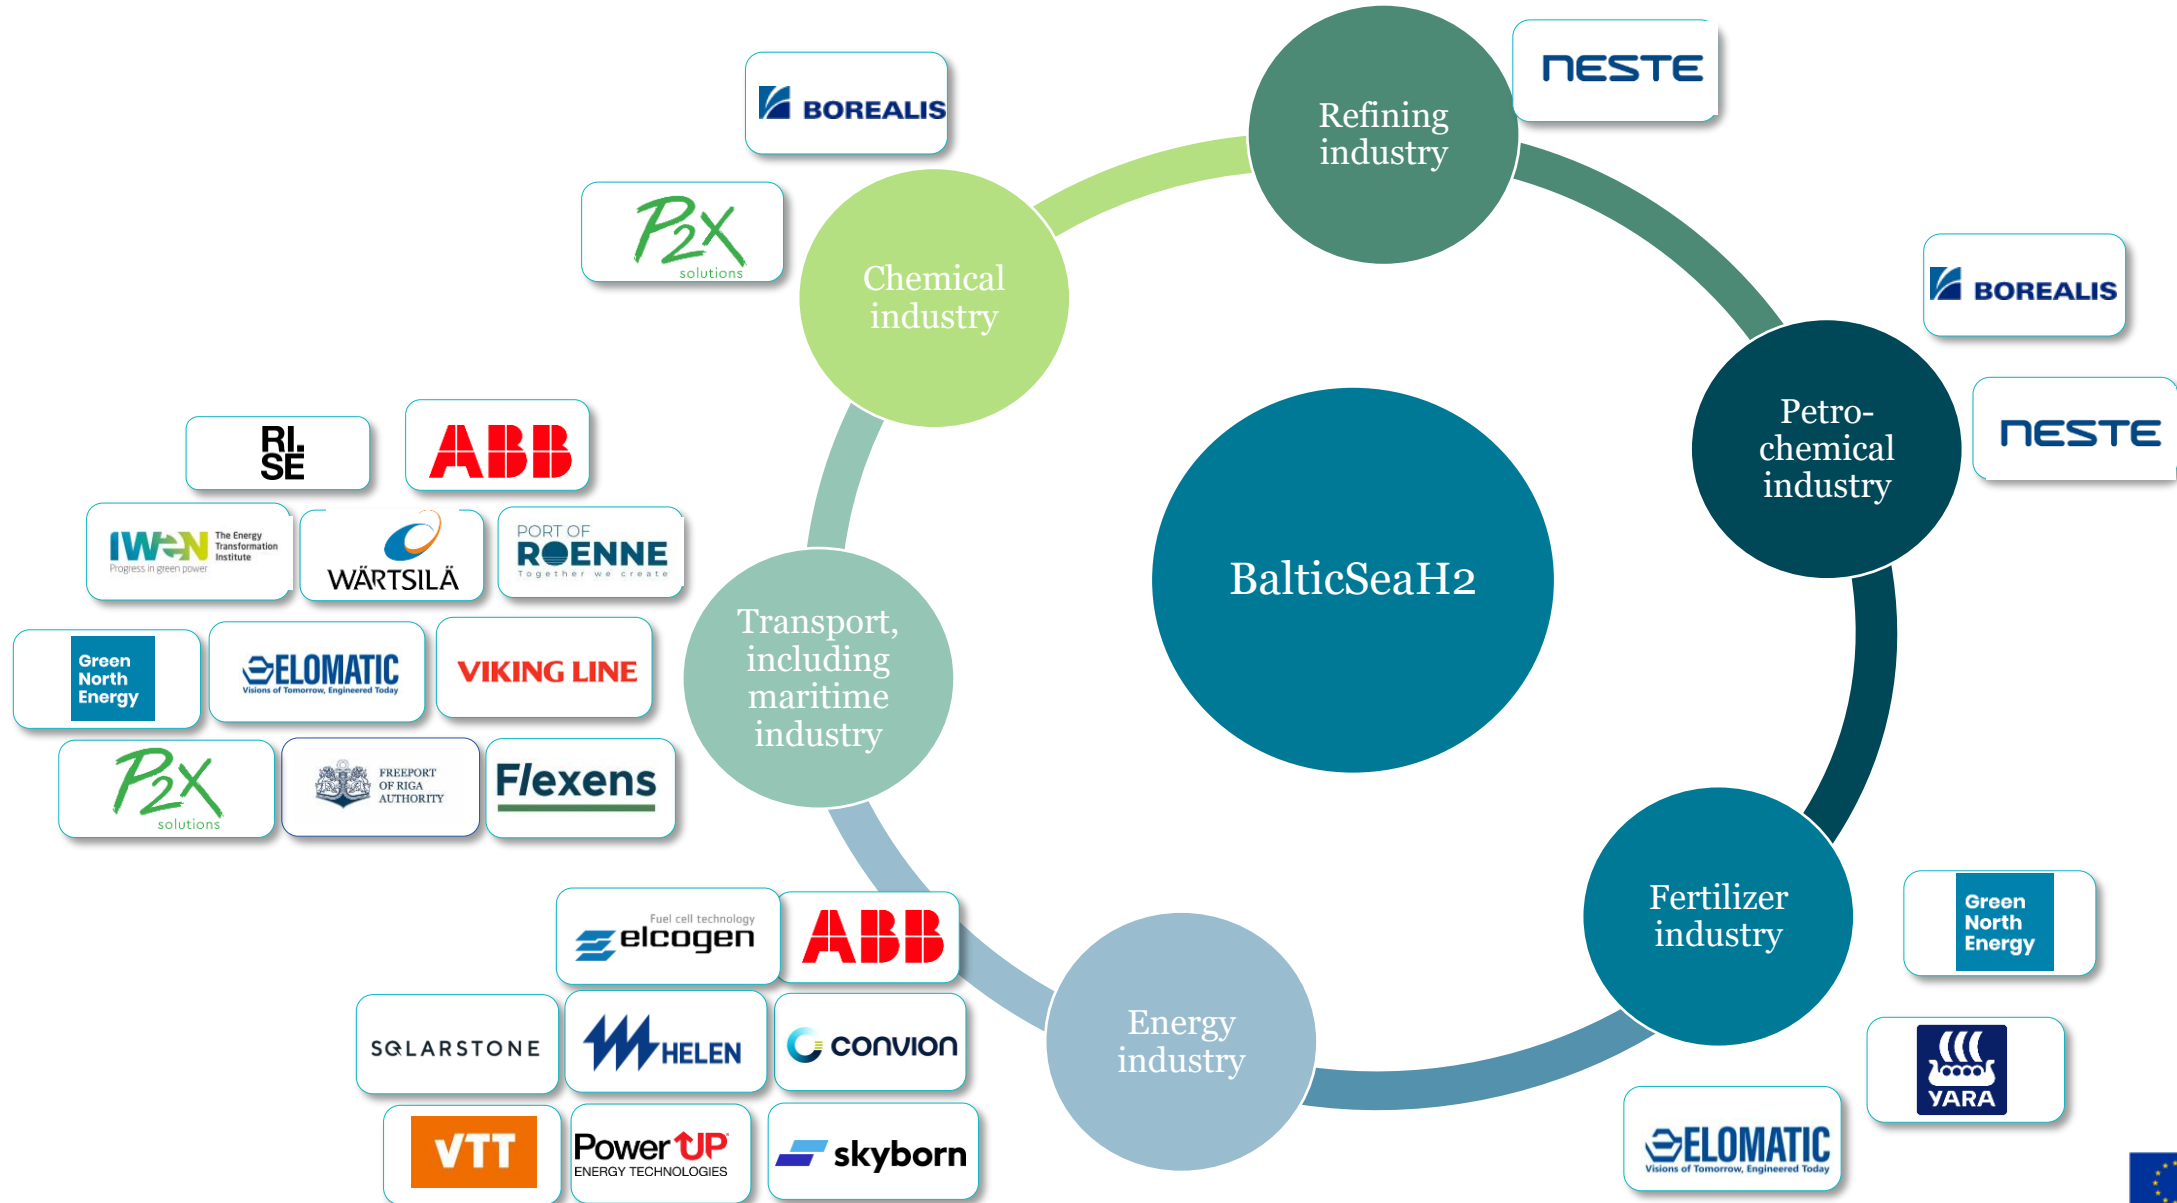 NESTE
Refining
industry
BOREALIS
P2X
solutions
Chemical
industry
BOREALIS
NESTE
Petro-
chemical
industry
BalticSeaH2
RI.
SE
ABB
IWEN
The Energy
Transformation
Institute
Progress in green power
WÄRTSILÄ
PORT OF
ROENNE
Together we create
Transport,
including
maritime
industry
Green
North
Energy
ELOMATIC
Visions of Tomorrow, Engineered Today
VIKING LINE
P2X
solutions
FREEPORT
OF RIGA
AUTHORITY
Flexens
Fertilizer
industry
Green
North
Energy
YARA
ELOMATIC
Visions of Tomorrow, Engineered Today
Energy
industry
Fuel cell technology
elcogen
ABB
SOLARSTONE
HELEN
CONVION
VTT
Power UP
ENERGY TECHNOLOGIES
skyborn